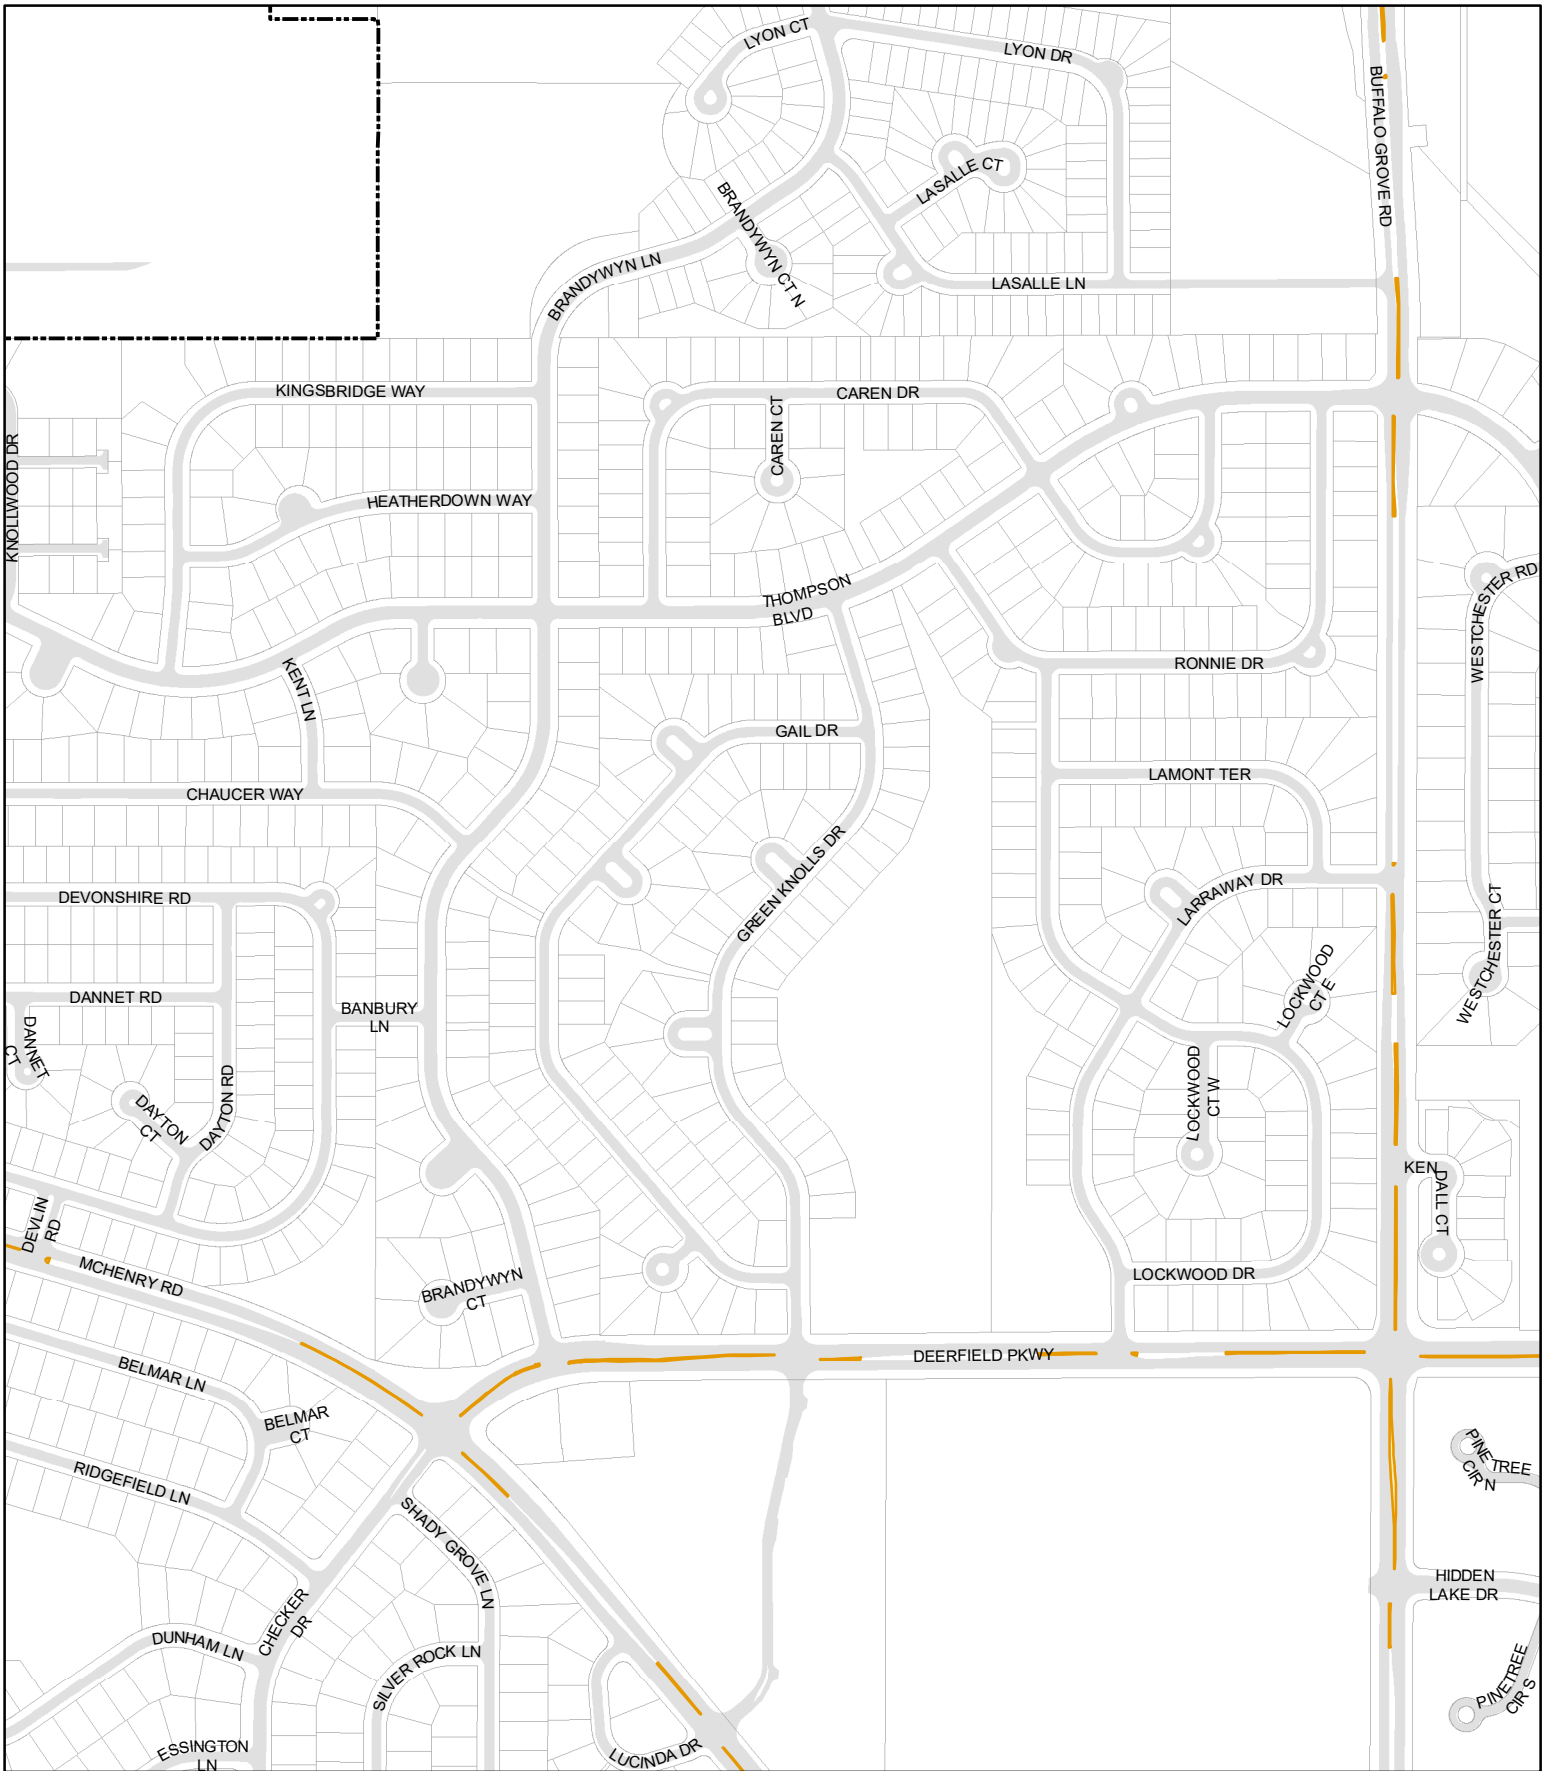 LYON CT
LYON DR
BUFFALO GROVE RD
LASALLE CT
BRANDYWYN CT N
BRANDYWYN LN
LASALLE LN
KINGSBRIDGE WAY
CAREN DR
CAREN CT
KNOLLWOOD DR
HEATHERDOWN WAY
THOMPSON
BLVD
WESTCHESTER RD
KENT LN
RONNIE DR
GAIL DR
LAMONT TER
CHAUCER WAY
GREEN KNOLLS DR
LARRAWAY DR
DEVONSHIRE RD
WESTCHESTER CT
LOCKWOOD
CT E
DANNET RD
BANBURY
LN
DANNET
CT
LOCKWOOD
CT W
DAYTON RD
DAYTON
CT
KENDALL CT
DEVLIN
RD
MCHENRY RD
BRANDYWYN
CT
LOCKWOOD DR
DEERFIELD PKWY
BELMAR LN
BELMAR
CT
RIDGEFIELD LN
PINETREE
CIR N
SHADY GROVE LN
HIDDEN
LAKE DR
CHECKER
DR
DUNHAM LN
SILVER ROCK LN
PINETREE
CIR S
ESSINGTON
LN
LUCINDA DR